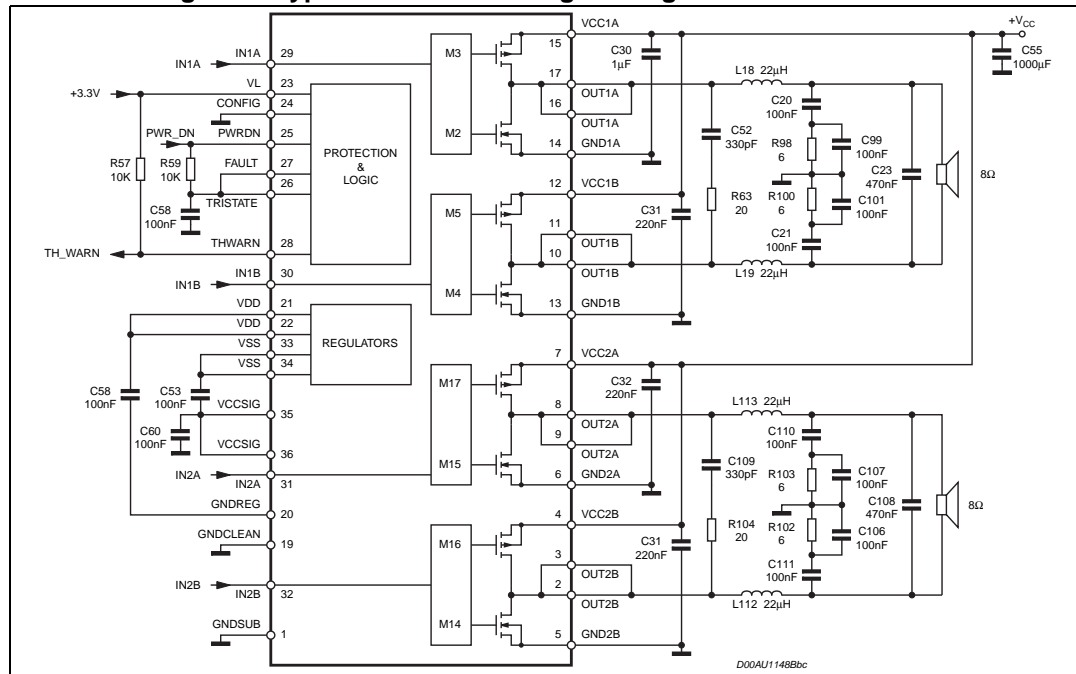 IN1A
IN1A
29
+3.3V
VL
23
CONFIG
24
PWR_DN
PWRDN
25
R57
10K
R59
10K
FAULT
27
26
TRISTATE
C58
100nF
TH_WARN
THWARN
28
PROTECTION
&
LOGIC
IN1B
IN1B
30
VDD
21
VDD
22
VSS
33
VSS
34
REGULATORS
C58
100nF
C53
100nF
VCCSIG
35
C60
100nF
VCCSIG
36
IN2A
IN2A
31
GNDREG
20
GNDCLEAN
19
IN2B
IN2B
32
GNDSUB
1
M3
M2
M5
M4
M17
M15
M16
M14
15
VCC1A
17
OUT1A
16
OUT1A
14
GND1A
12
VCC1B
11
OUT1B
10
OUT1B
13
GND1B
7
VCC2A
8
OUT2A
9
OUT2A
6
GND2A
4
VCC2B
3
OUT2B
2
OUT2B
5
GND2B
C30
1µF
C31
220nF
C32
220nF
C31
220nF
+VCC
C55
1000µF
L18 22µH
C20
100nF
C52
330pF
R98
6
C99
100nF
C23
470nF
8Ω
R63
20
R100
6
C101
100nF
C21
100nF
L19 22µH
L113 22µH
C110
100nF
C109
330pF
R103
6
C107
100nF
C108
470nF
8Ω
R104
20
R102
6
C106
100nF
C111
100nF
L112 22µH
D00AU1148Bbc